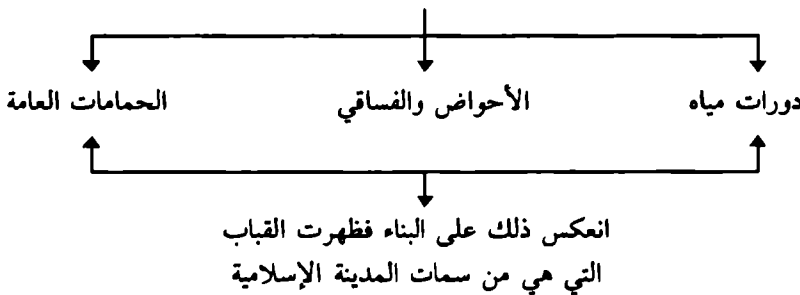 دورات مياه
الأحواض والفساقي
الحمامات العامة
انعكس ذلك على البناء فظهرت القباب
التي هي من سمات المدينة الإسلامية